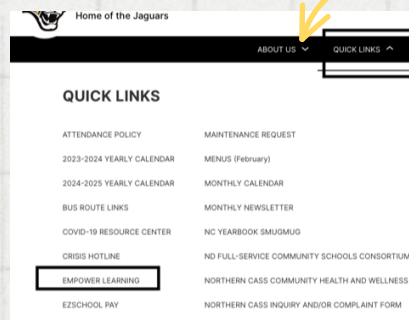 Home of the Jaguars
ABOUT US
QUICK LINKS
QUICK LINKS
ATTENDANCE POLICY
2023-2024 YEARLY CALENDAR
2024-2025 YEARLY CALENDAR
BUS ROUTE LINKS
COVID-19 RESOURCE CENTER
CRISIS HOTLINE
EMPOWER LEARNING
EZSCHOOL PAY
MAINTENANCE REQUEST
MENUS (February)
MONTHLY CALENDAR
MONTHLY NEWSLETTER
NC YEARBOOK SMUGMUG
ND FULL-SERVICE COMMUNITY SCHOOLS CONSORTIUM
NORTHERN CASS COMMUNITY HEALTH AND WELLNESS
NORTHERN CASS INQUIRY AND/OR COMPLAINT FORM